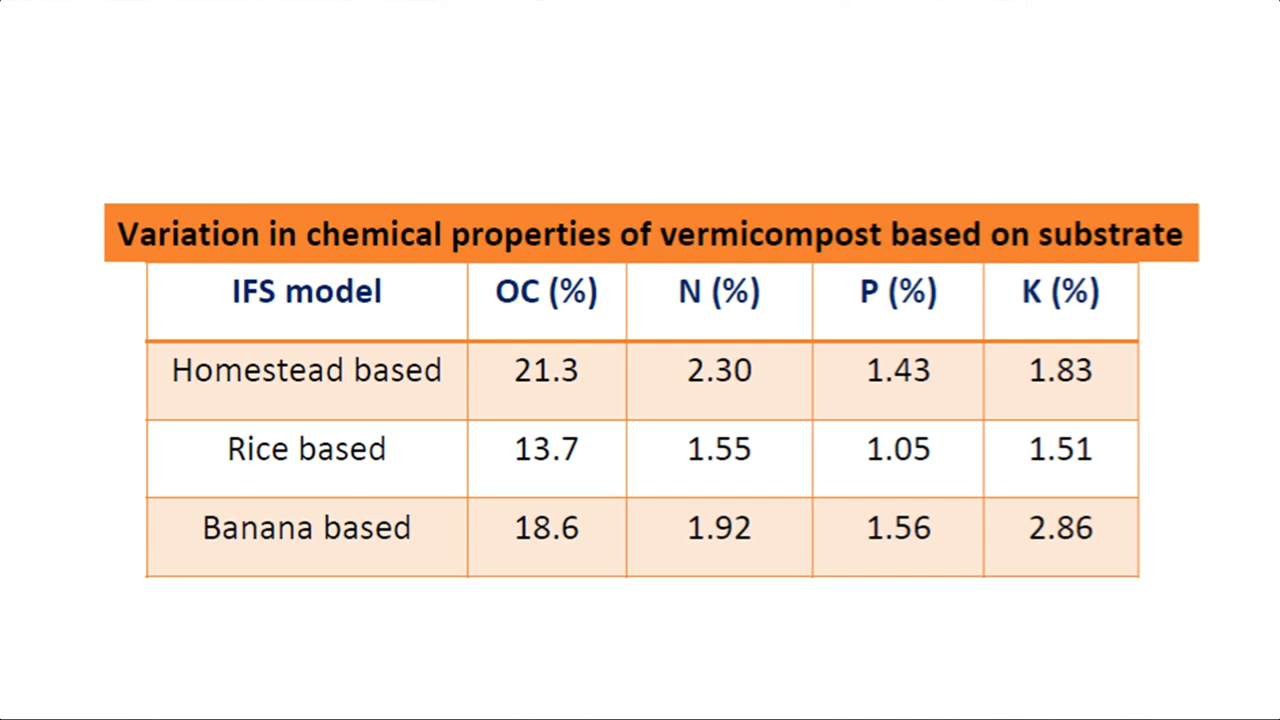 Variation in chemical properties of vermicompost based on substrate
IFS model OC (%) N (%) P (%) K (%)
Homestead based 21.3 2.30 1.43 1.83
Rice based 13.7 1.55 1.05 1.51
Banana based 18.6 1.92 1.56 2.86